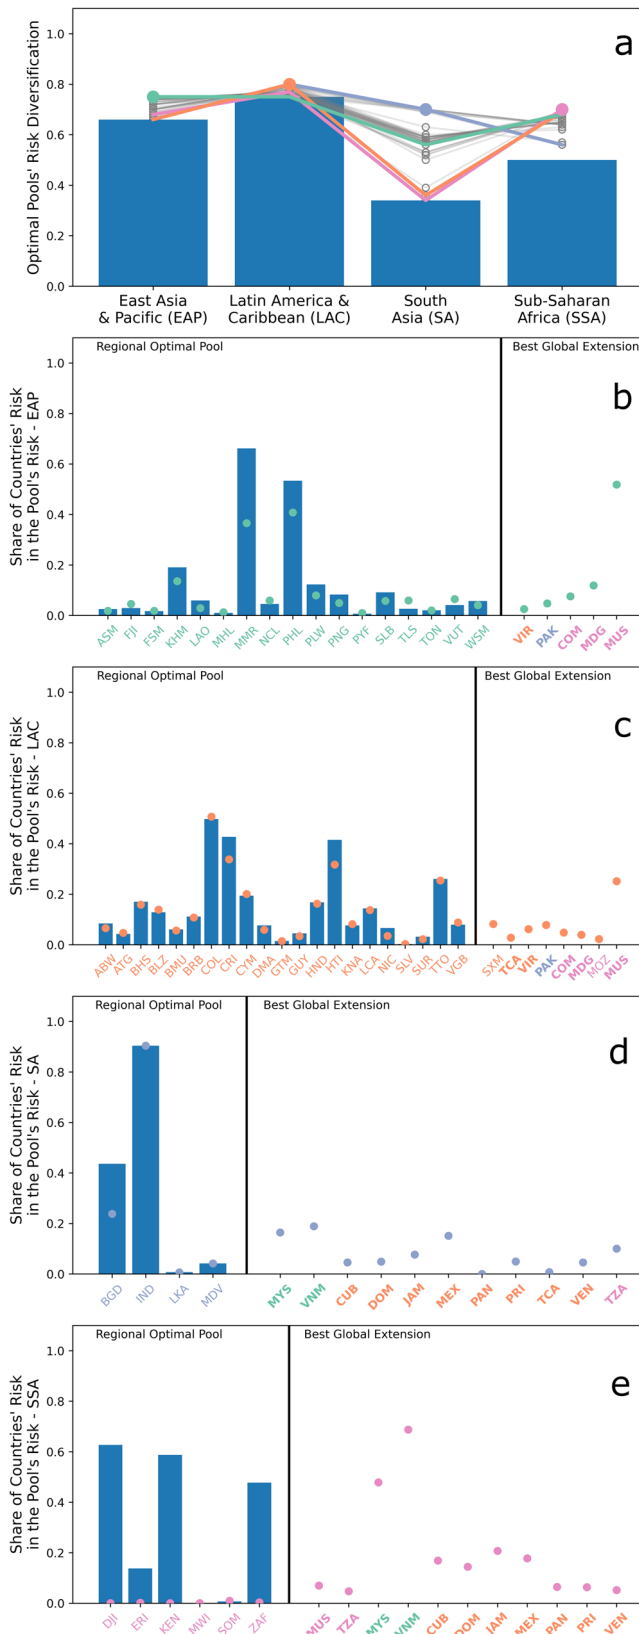 a
Optimal Pools' Risk Diversification
1.0
0.8
0.6
0.4
0.2
0.0
East Asia
& Pacific (EAP)
Latin America &
Caribbean (LAC)
South
Asia (SA)
Sub-Saharan
Africa (SSA)
Regional Optimal Pool
Best Global Extension
b
Share of Countries' Risk
in the Pool's Risk - EAP
1.0
0.8
0.6
0.4
0.2
0.0
ASM
FJI
FSM
KHM
LAO
MHL
MMR
NCL
PHL
PLW
PNG
PYF
SLB
TLS
TON
VUT
WSM
VIR
PAK
COM
MDG
MUS
Regional Optimal Pool
Best Global Extension
c
Share of Countries' Risk
in the Pool's Risk - LAC
1.0
0.8
0.6
0.4
0.2
0.0
ABW
ATG
BHS
BLZ
BMU
BRB
COL
CRI
CYM
DMA
GTM
GUY
HND
HTI
KNA
LCA
NIC
SLV
SUR
TTO
VGB
SXM
TCA
VIR
PAK
COM
MDG
MOZ
MUS
Regional Optimal Pool
Best Global Extension
d
Share of Countries' Risk
in the Pool's Risk - SA
1.0
0.8
0.6
0.4
0.2
0.0
BGD
IND
LKA
MDV
MYS
VNM
CUB
DOM
JAM
MEX
PAN
PRI
TCA
VEN
TZA
Regional Optimal Pool
Best Global Extension
e
Share of Countries' Risk
in the Pool's Risk - SSA
1.0
0.8
0.6
0.4
0.2
0.0
DJI
ERI
KEN
MWI
SOM
ZAF
MUS
TZA
MYS
VNM
CUB
DOM
JAM
MEX
PAN
PRI
VEN